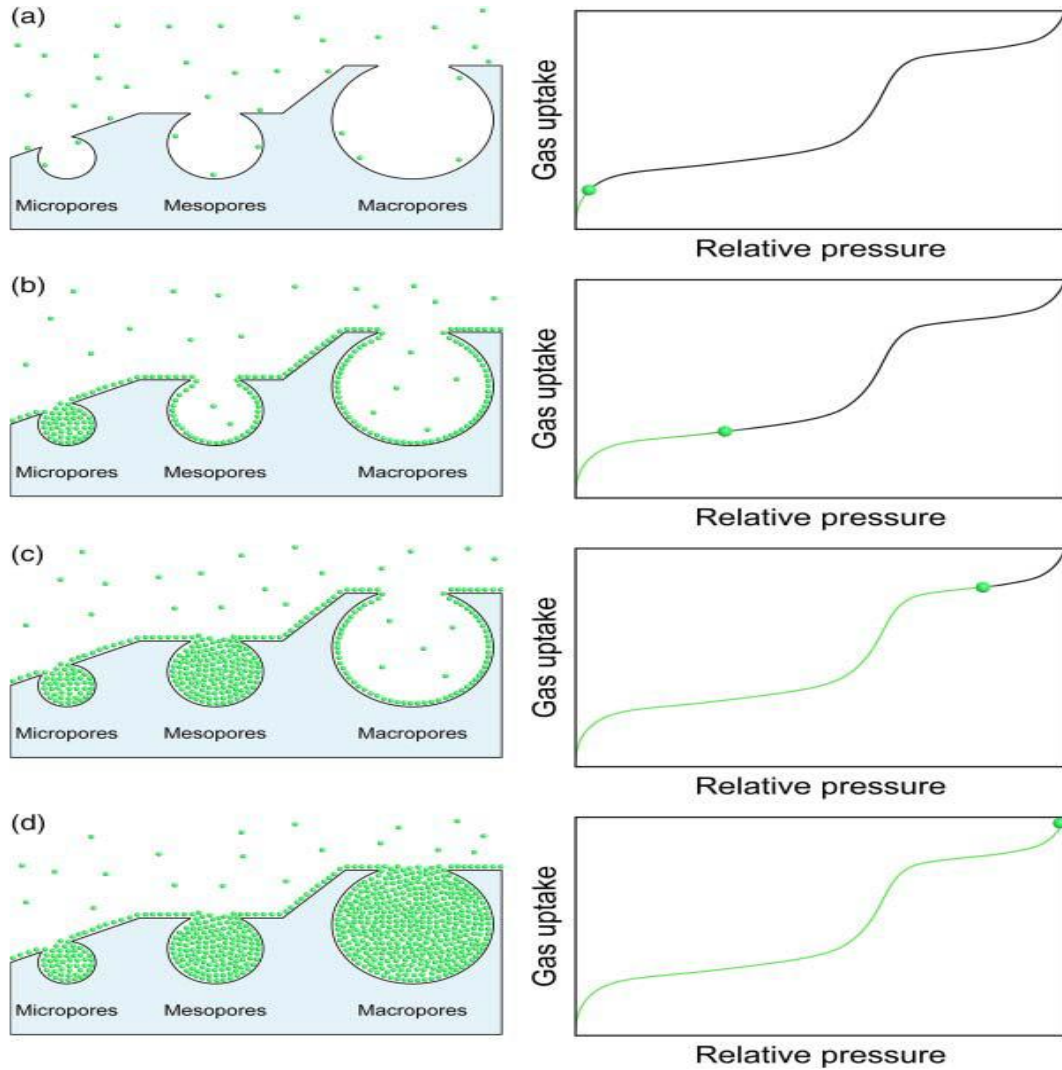 (a)
Micropores Mesopores Macropores
Gas uptake
Relative pressure
(b)
Micropores Mesopores Macropores
Gas uptake
Relative pressure
(c)
Micropores Mesopores Macropores
Gas uptake
Relative pressure
(d)
Micropores Mesopores Macropores
Gas uptake
Relative pressure